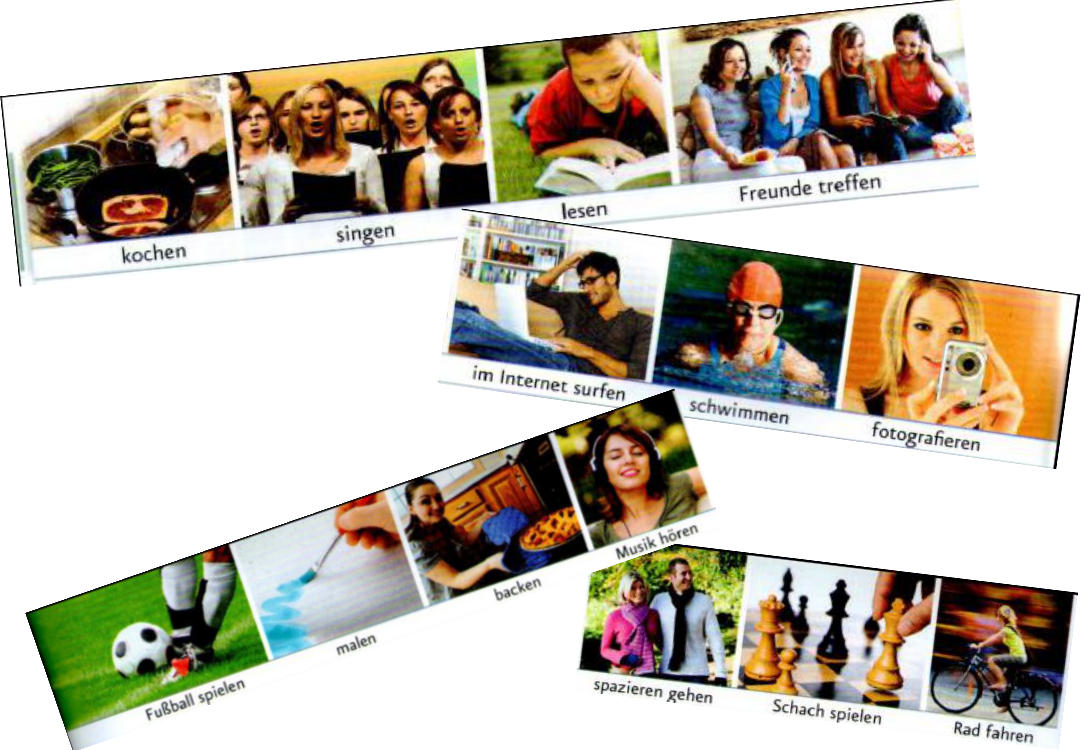 kochen
singen
lesen
Freunde treffen
im Internet surfen
schwimmen
fotografieren
Fußball spielen
malen
backen
Musik hören
spazieren gehen
Schach spielen
Rad fahren